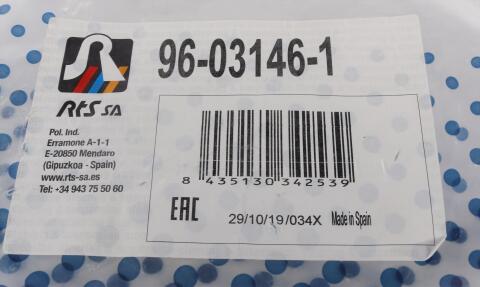 96-03146-1
RTS SA
Pol. Ind.
Erramone A-1-1
E-20850 Mendaro
(Gipuzkoa - Spain)
www.rts-sa.es
Tel: +34 943 75 50 60
8 435130 342539
EAC 29/10/19/034X Made in Spain